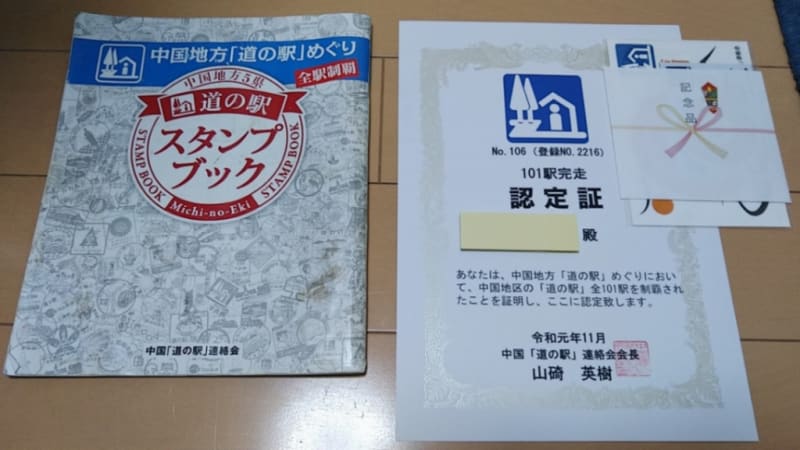 中国地方「道の駅」めぐり
全駅制覇
中国地方5県
道の駅
スタンプ
ブック
STAMP BOOK
STAMP BOOK
Michi-no-Eki
中国「道の駅」連絡会
No.106 (登録NO.2216)
101駅完走
認定証
殿
あなたは、中国地方「道の駅」めぐりにおい
て、中国地区の「道の駅」全101駅を制覇され
たことを証明し、ここに認定致します。
令和元年11月
中国「道の駅」連絡会会長
山碕 英樹
記念品